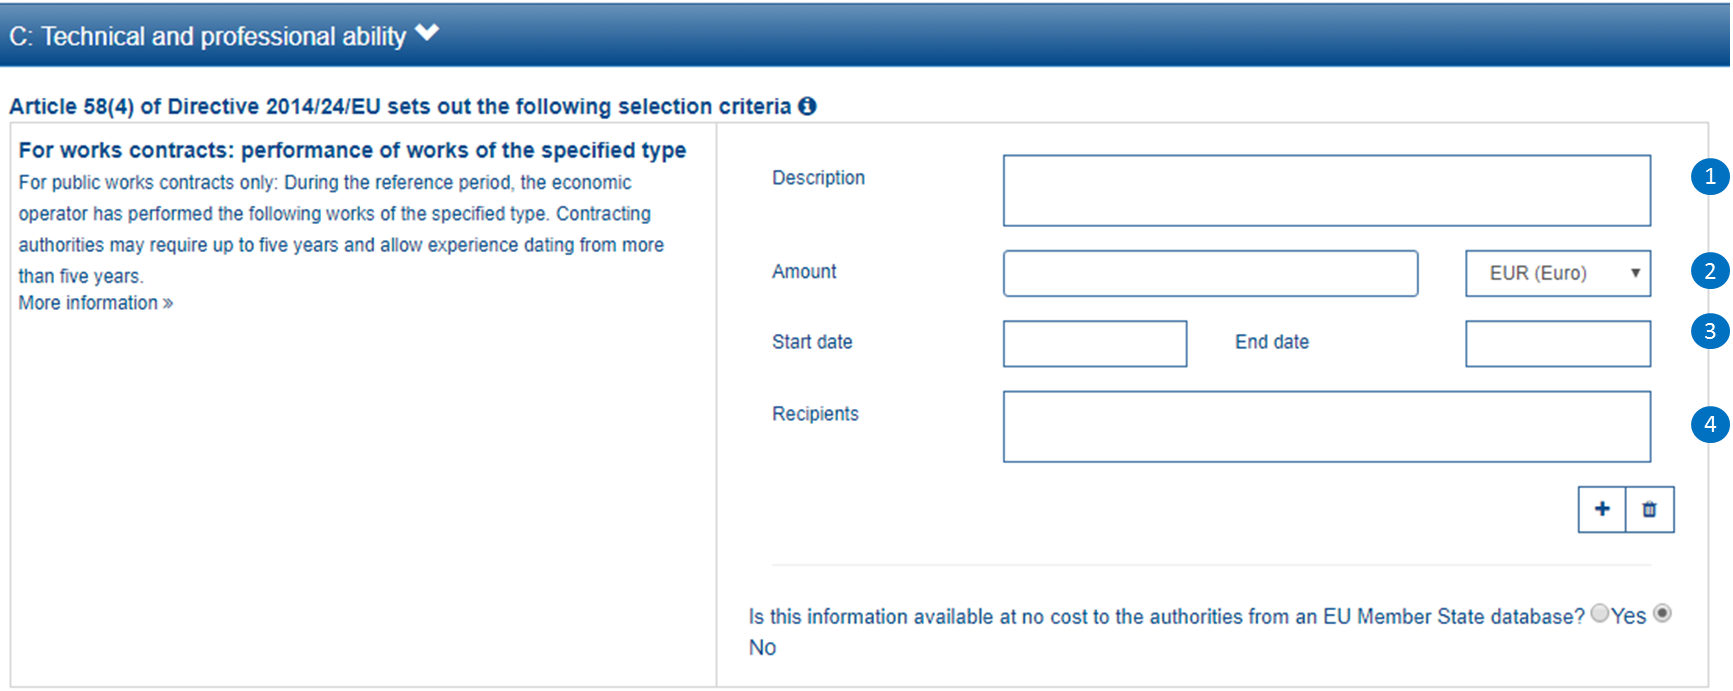 C: Technical and professional ability
Article 58(4) of Directive 2014/24/EU sets out the following selection criteria
For works contracts: performance of works of the specified type
For public works contracts only: During the reference period, the economic
operator has performed the following works of the specified type. Contracting
authorities may require up to five years and allow experience dating from more
than five years.
More information »
Description
1
Amount
EUR (Euro)
2
Start date
End date
3
Recipients
4
Is this information available at no cost to the authorities from an EU Member State database? Yes
No